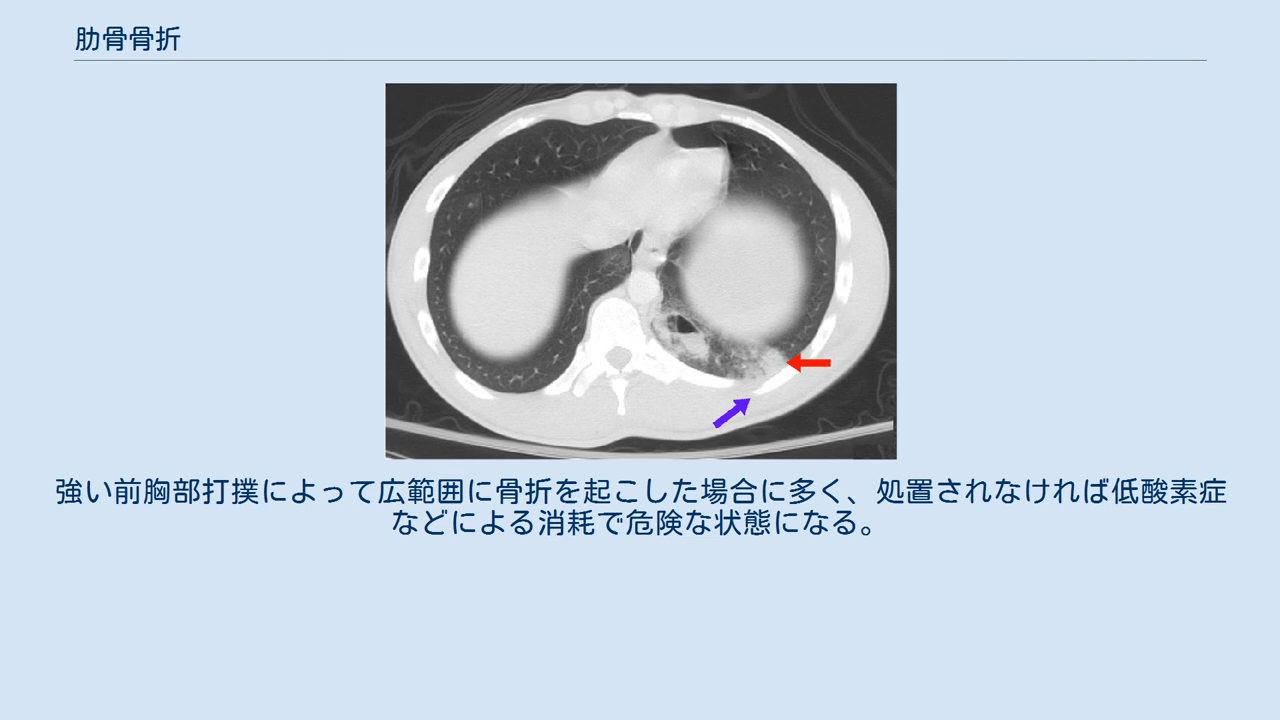 肋骨骨折
強い前胸部打撲によって広範囲に骨折を起こした場合に多く、処置されなければ低酸素症
などによる消耗で危険な状態になる。